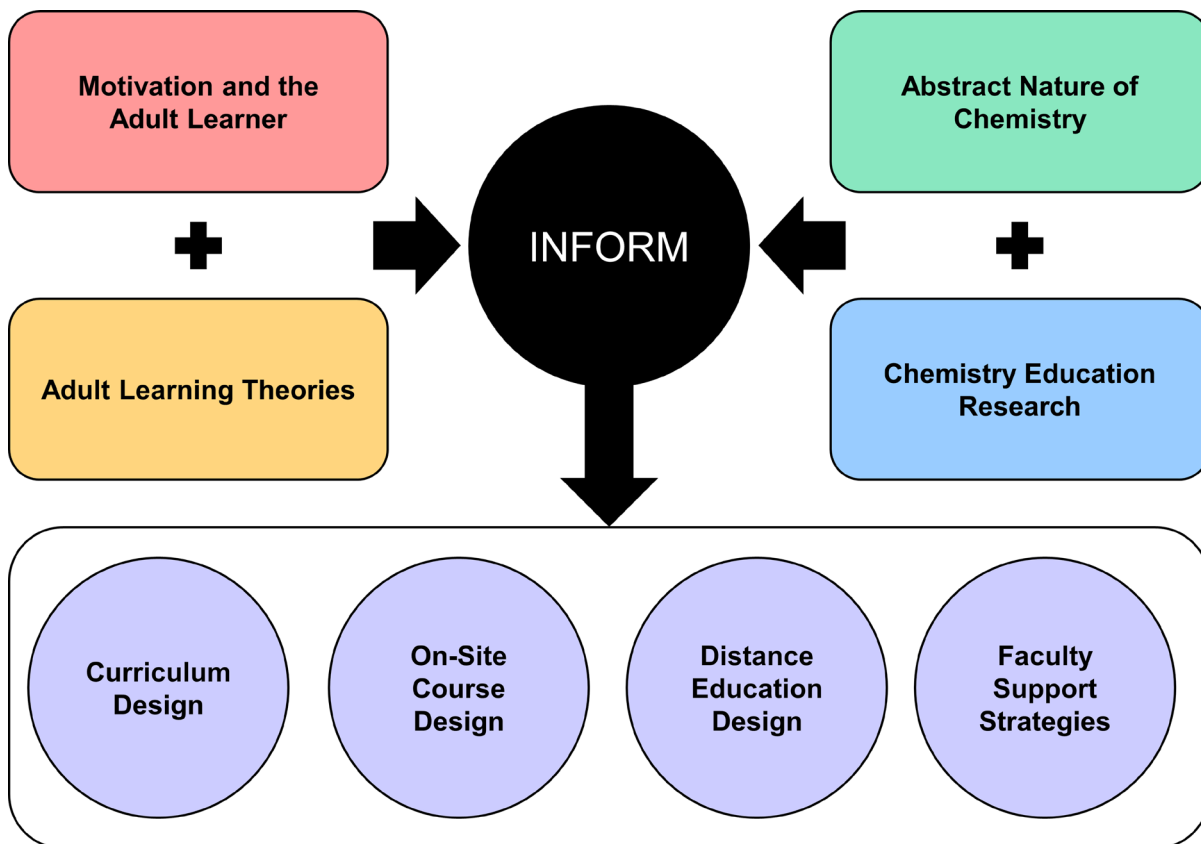 Motivation and the
Adult Learner
Abstract Nature of
Chemistry
INFORM
Adult Learning Theories
Chemistry Education
Research
Curriculum
Design
On-Site
Course
Design
Distance
Education
Design
Faculty
Support
Strategies